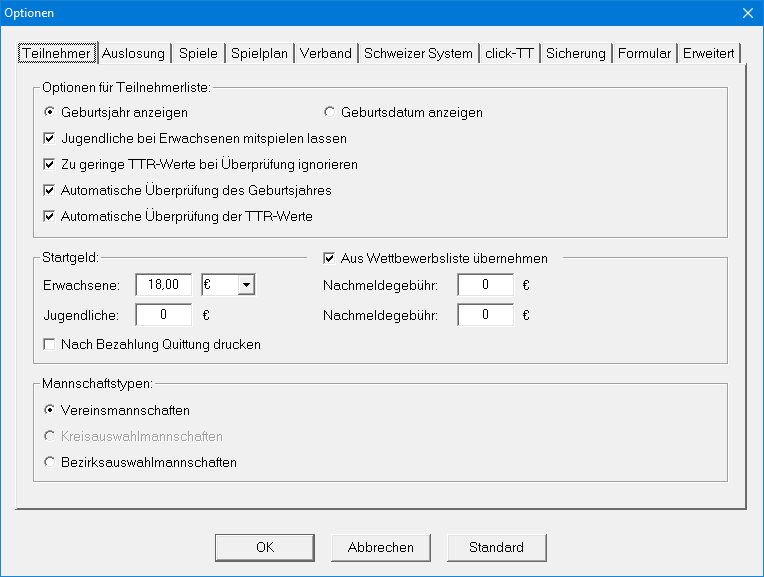 Optionen
Teilnehmer Auslosung Spiele Spielplan Verband Schweizer System click-TT Sicherung Formular Erweitert
Optionen für Teilnehmerliste:
Geburtsjahr anzeigen Geburtsdatum anzeigen
Jugendliche bei Erwachsenen mitspielen lassen
Zu geringe TTR-Werte bei Überprüfung ignorieren
Automatische Überprüfung des Geburtsjahres
Automatische Überprüfung der TTR-Werte
Startgeld: Aus Wettbewerbsliste übernehmen
Erwachsene: 18,00 € Nachmeldegebühr: 0 €
Jugendliche: 0 € Nachmeldegebühr: 0 €
Nach Bezahlung Quittung drucken
Mannschaftstypen:
Vereinsmannschaften
Kreisauswahlmannschaften
Bezirksauswahlmannschaften
OK Abbrechen Standard